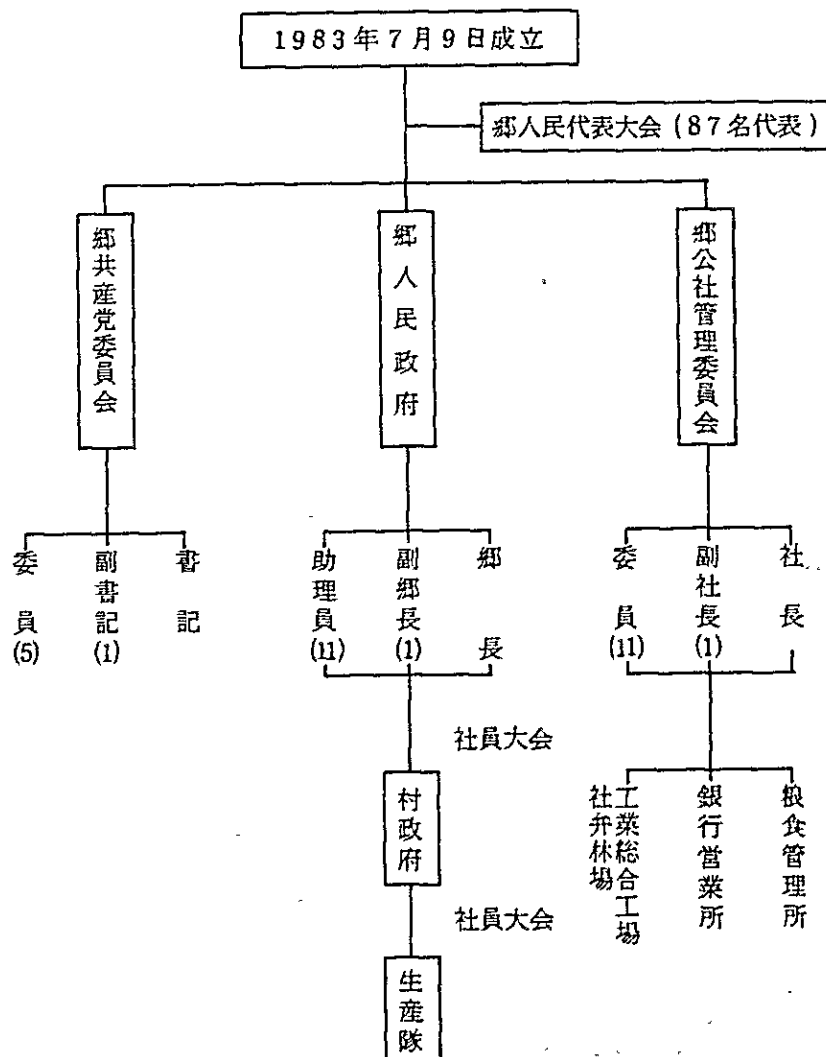 1983年7月9日成立
郷人民代表大会(87名代表)
郷共産党委員会
郷人民政府
郷公社管理委員会
委員(5)
副書記(1)
書記
助理員(11)
副郷長(1)
郷長
委員(11)
副社長(1)
社長
社員大会
村政府
社員大会
生産隊
社弁林場
工業総合工場
銀行営業所
糧食管理所